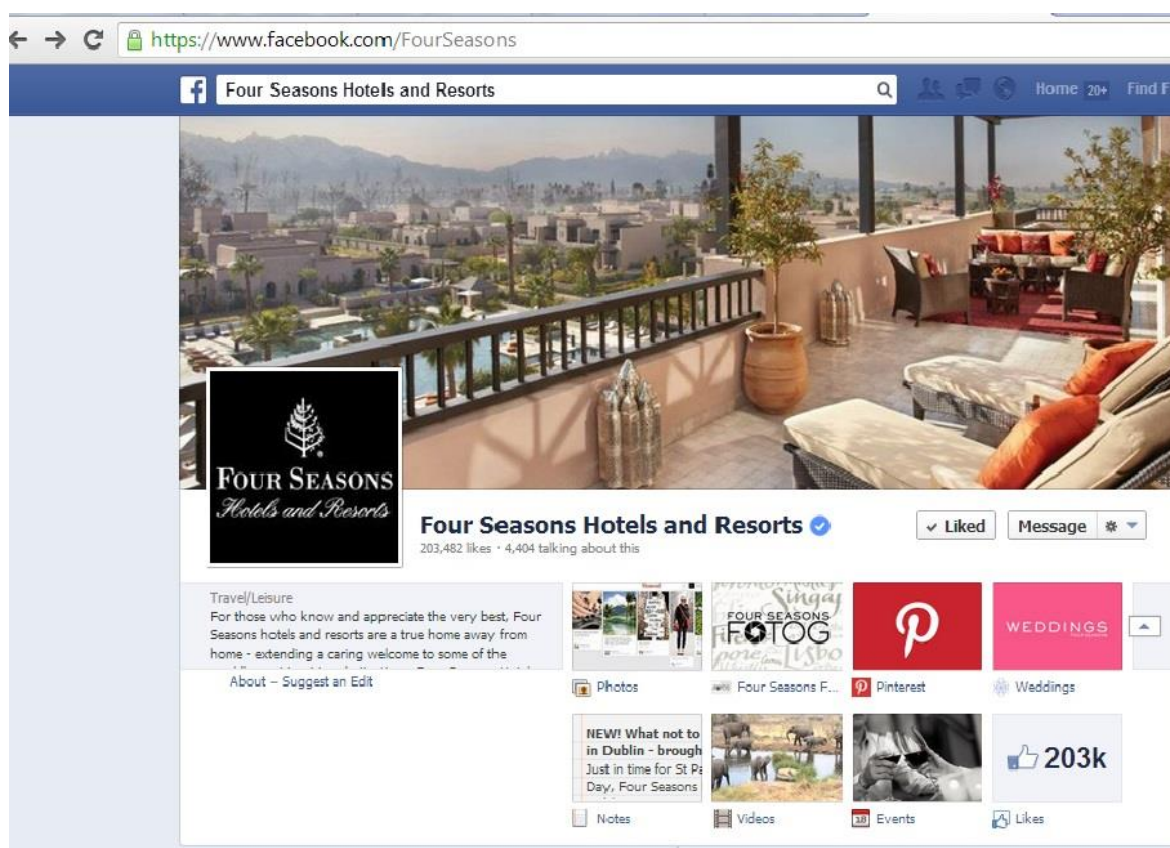 https://www.facebook.com/FourSeasons
Four Seasons Hotels and Resorts
Home 20+ Find F
FOUR SEASONS
Hotels and Resorts
Four Seasons Hotels and Resorts
203,482 likes · 4,404 talking about this
Liked
Message
Travel/Leisure
For those who know and appreciate the very best, Four
Seasons hotels and resorts are a true home away from
home - extending a caring welcome to some of the
About – Suggest an Edit
Singap
FOUR SEASONS
FOTOG
pore
Lisbo
WEDDINGS
Photos
Four Seasons F...
Pinterest
Weddings
NEW! What not to
in Dublin - brough
Just in time for St Pa
Day, Four Seasons
203k
Notes
Videos
18
Events
Likes